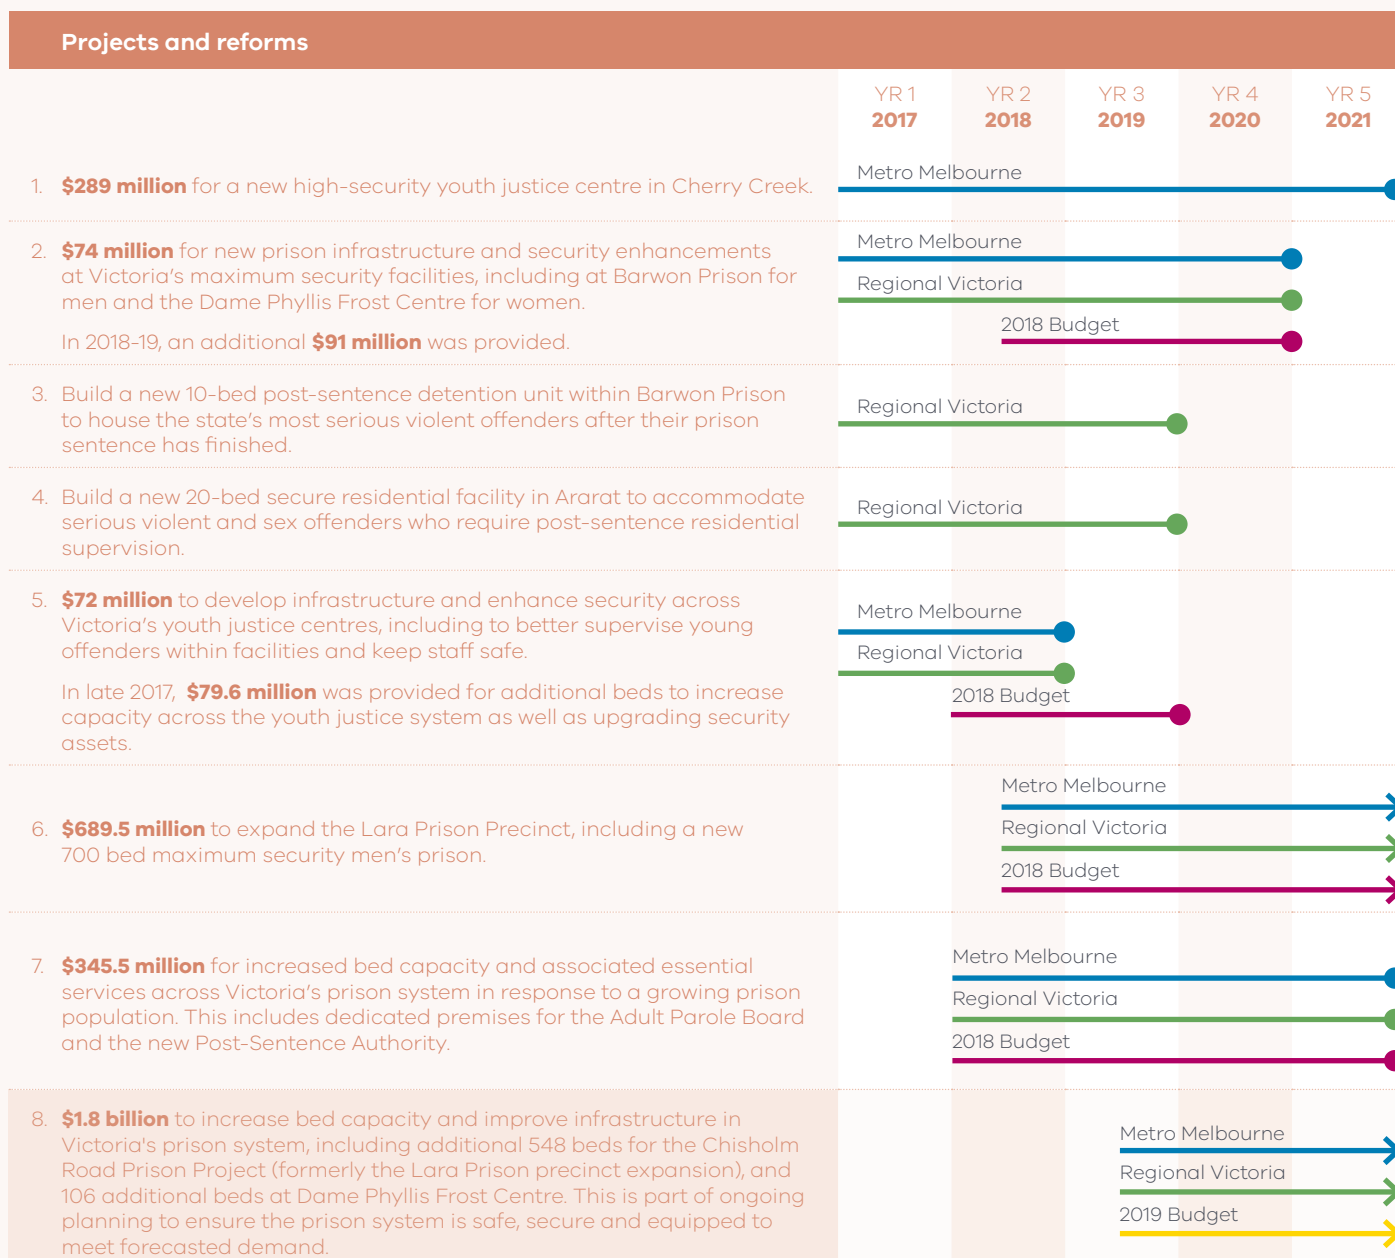 Projects and reforms
YR 1 YR 2 YR 3 YR 4 YR 5
2017 2018 2019 2020 2021
1. $289 million for a new high-security youth justice centre in Cherry Creek.
Metro Melbourne
2. $74 million for new prison infrastructure and security enhancements
at Victoria’s maximum security facilities, including at Barwon Prison for
men and the Dame Phyllis Frost Centre for women.
In 2018-19, an additional $91 million was provided.
Metro Melbourne
Regional Victoria
2018 Budget
3. Build a new 10-bed post-sentence detention unit within Barwon Prison
to house the state’s most serious violent offenders after their prison
sentence has finished.
Regional Victoria
4. Build a new 20-bed secure residential facility in Ararat to accommodate
serious violent and sex offenders who require post-sentence residential
supervision.
Regional Victoria
5. $72 million to develop infrastructure and enhance security across
Victoria’s youth justice centres, including to better supervise young
offenders within facilities and keep staff safe.
In late 2017, $79.6 million was provided for additional beds to increase
capacity across the youth justice system as well as upgrading security
assets.
Metro Melbourne
Regional Victoria
2018 Budget
6. $689.5 million to expand the Lara Prison Precinct, including a new
700 bed maximum security men’s prison.
Metro Melbourne
Regional Victoria
2018 Budget
7. $345.5 million for increased bed capacity and associated essential
services across Victoria’s prison system in response to a growing prison
population. This includes dedicated premises for the Adult Parole Board
and the new Post-Sentence Authority.
Metro Melbourne
Regional Victoria
2018 Budget
8. $1.8 billion to increase bed capacity and improve infrastructure in
Victoria's prison system, including additional 548 beds for the Chisholm
Road Prison Project (formerly the Lara Prison precinct expansion), and
106 additional beds at Dame Phyllis Frost Centre. This is part of ongoing
planning to ensure the prison system is safe, secure and equipped to
meet forecasted demand.
Metro Melbourne
Regional Victoria
2019 Budget